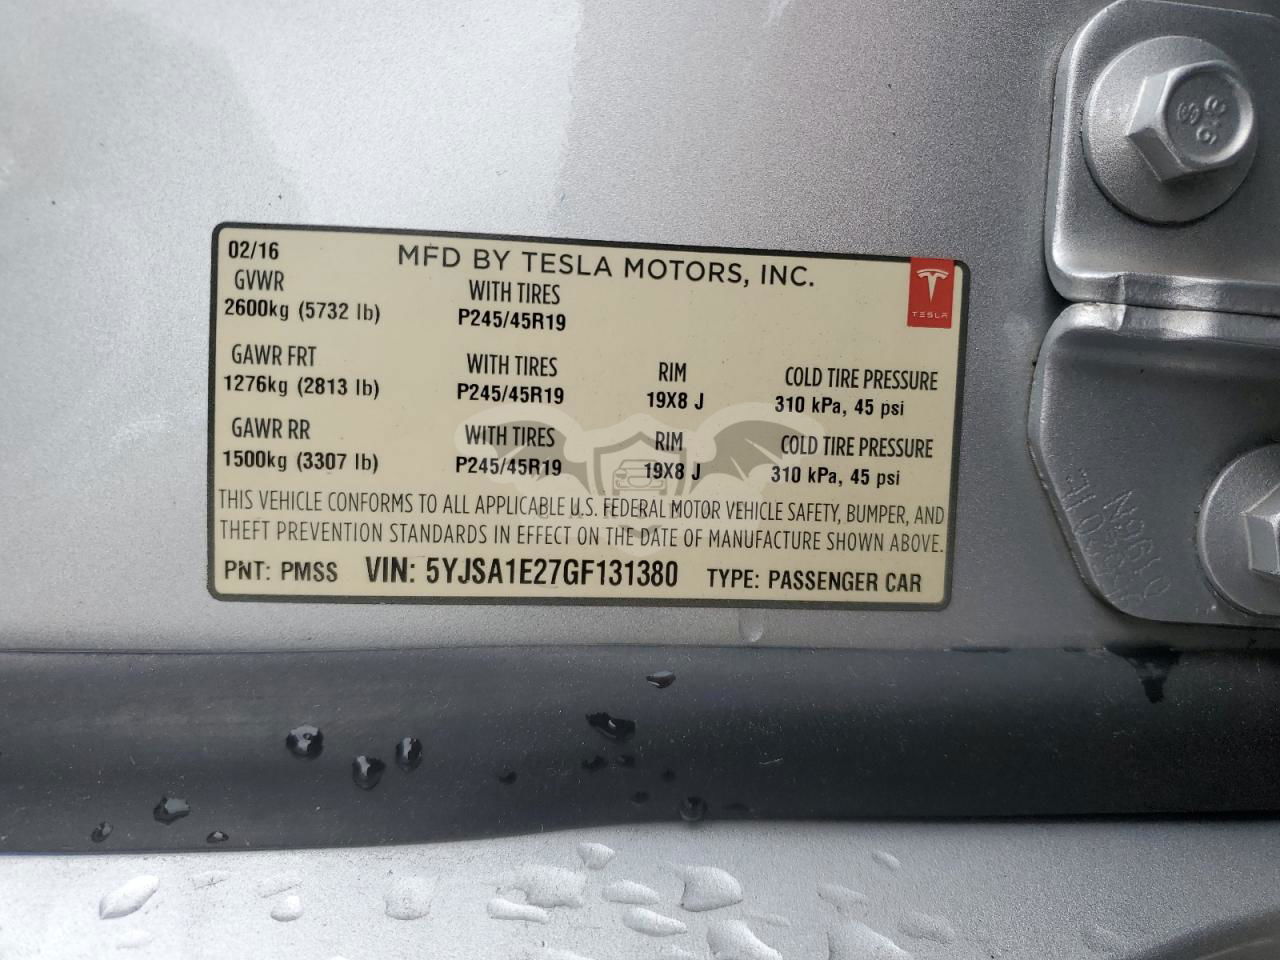 02/16 MFD BY TESLA MOTORS, INC.
GVWR WITH TIRES
2600kg (5732 lb) P245/45R19
TESLA
GAWR FRT WITH TIRES RIM COLD TIRE PRESSURE
1276kg (2813 lb) P245/45R19 19X8 J 310 kPa, 45 psi
GAWR RR WITH TIRES RIM COLD TIRE PRESSURE
1500kg (3307 lb) P245/45R19 19X8 J 310 kPa, 45 psi
THIS VEHICLE CONFORMS TO ALL APPLICABLE U.S. FEDERAL MOTOR VEHICLE SAFETY, BUMPER, AND
THEFT PREVENTION STANDARDS IN EFFECT ON THE DATE OF MANUFACTURE SHOWN ABOVE.
PNT: PMSS VIN: 5YJSA1E27GF131380 TYPE: PASSENGER CAR